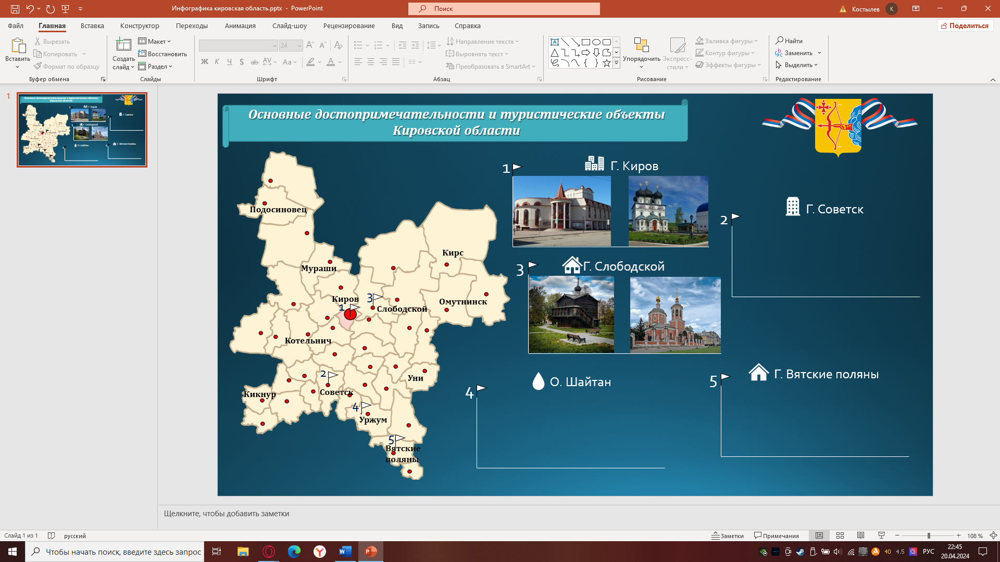 Инфографика кировская область.pptx - PowerPoint
Поиск
Костылев
К
Файл
Главная
Вставка
Конструктор
Переходы
Анимация
Слайд-шоу
Рецензирование
Вид
Запись
Справка
Поделиться
Вставить
Вырезать
Копировать
Формат по образцу
Буфер обмена
Создать
слайд
Макет
Восстановить
Раздел
Слайды
24
Ж К Ч S ab AV Aa А
Шрифт
Направление текста
Выровнять текст
Преобразовать в SmartArt
Абзац
Упорядочить
Экспресс-
стили
Заливка фигуры
Контур фигуры
Эффекты фигуры
Рисование
Найти
Заменить
Выделить
Редактирование
1
Основные достопримечательности и туристические объекты
Кировской области
Подосиновец
Мураши
Кирс
Киров
1
3
Слободской
Омутнинск
Котельнич
2
Советск
Уни
Кикнур
4
Уржум
5
Вятские
поляны
1
Г. Киров
2
Г. Советск
3
Г. Слободской
4
О. Шайтан
5
Г. Вятские поляны
Щелкните, чтобы добавить заметки
Слайд 1 из 1
русский
Заметки
Примечания
108 %
Чтобы начать поиск, введите здесь запрос
40
4.5
РУС
22:45
20.04.2024